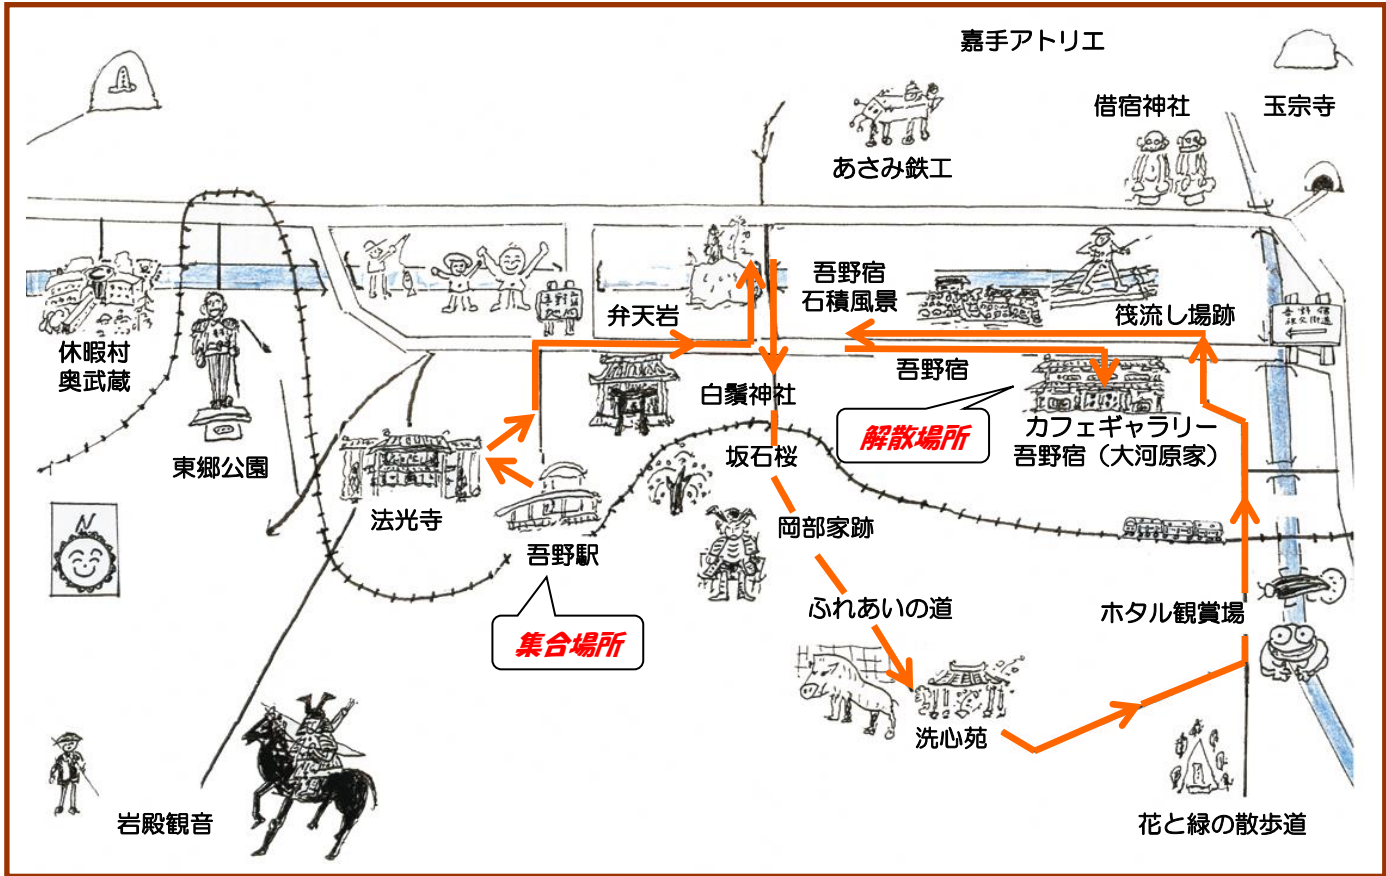 嘉手アトリエ
借宿神社
玉宗寺
あさみ鉄工
吾野宿
石積風景
筏流し場跡
弁天岩
休暇村
奥武蔵
吾野宿
白鬚神社
解散場所
カフェギャラリー
吾野宿（大河原家）
東郷公園
坂石桜
法光寺
N
岡部家跡
吾野駅
集合場所
ふれあいの道
ホタル観賞場
洗心苑
岩殿観音
花と緑の散歩道